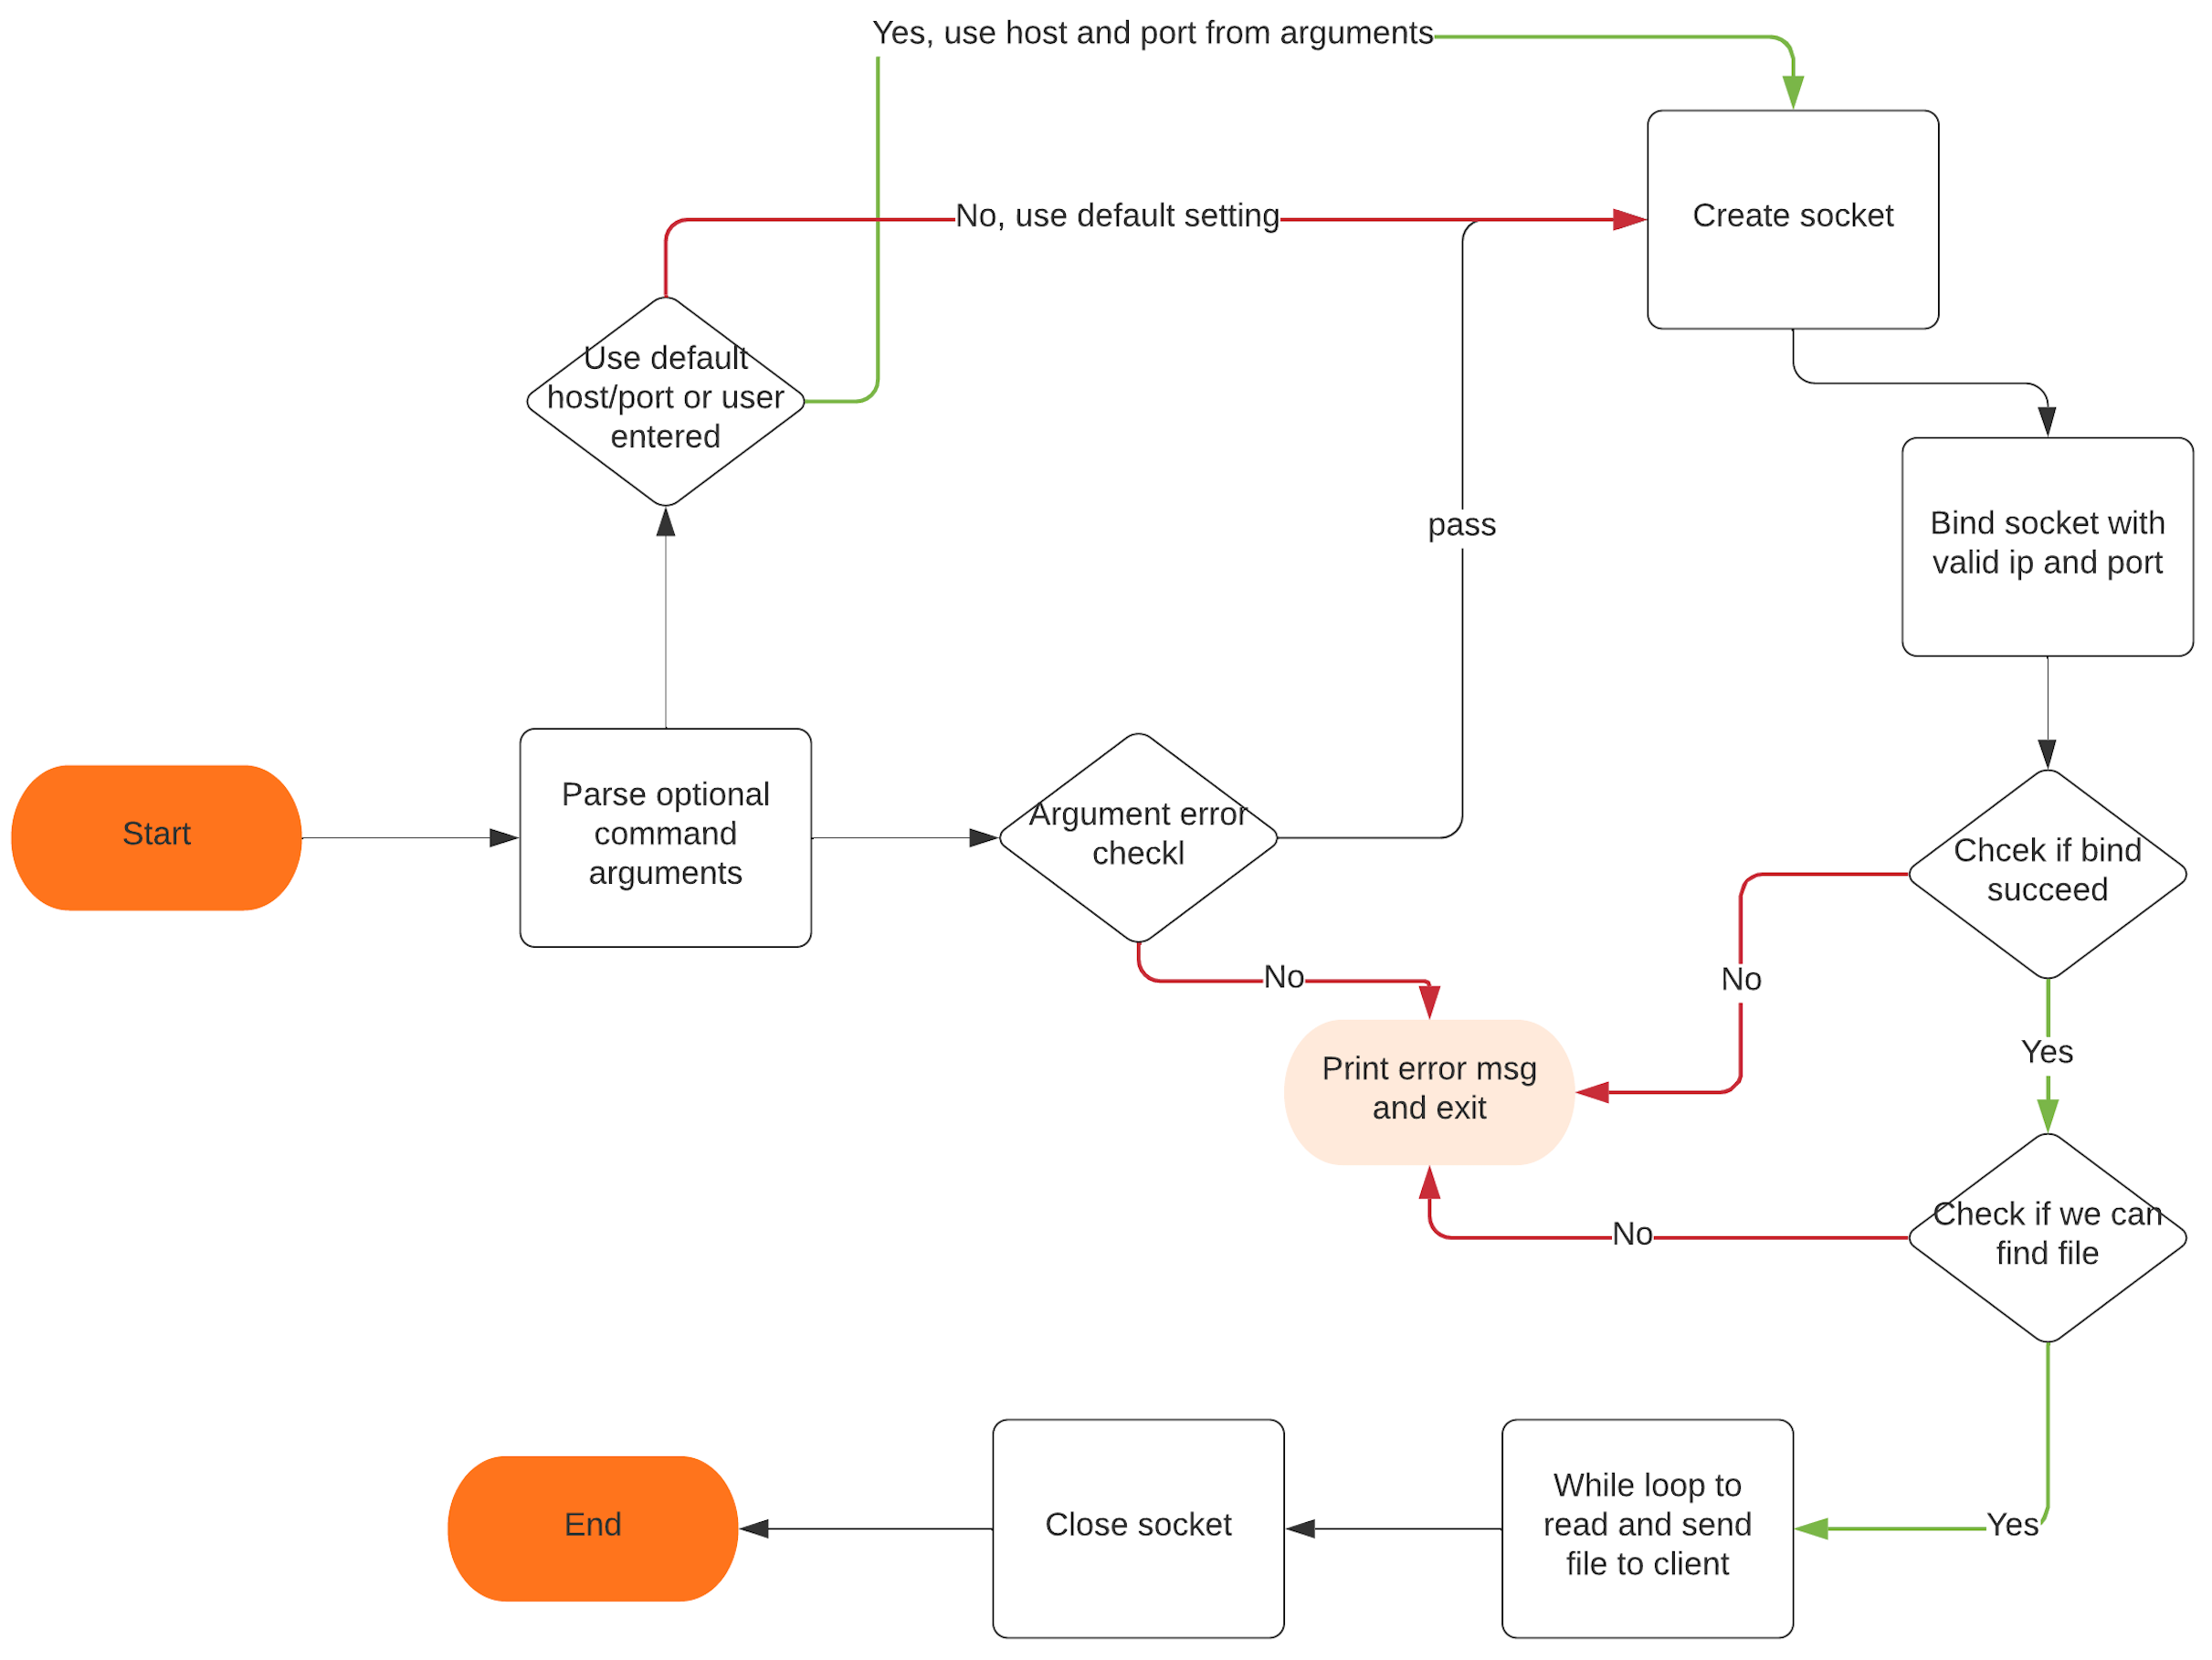 Yes, use host and port from arguments
No, use default setting
Create socket
Use default
host/port or user
entered
pass
Bind socket with
valid ip and port
Start
Parse optional
command
arguments
Argument error
checkl
Chcek if bind
succeed
No
No
Yes
Print error msg
and exit
No
Check if we can
find file
Yes
While loop to
read and send
file to client
Close socket
End